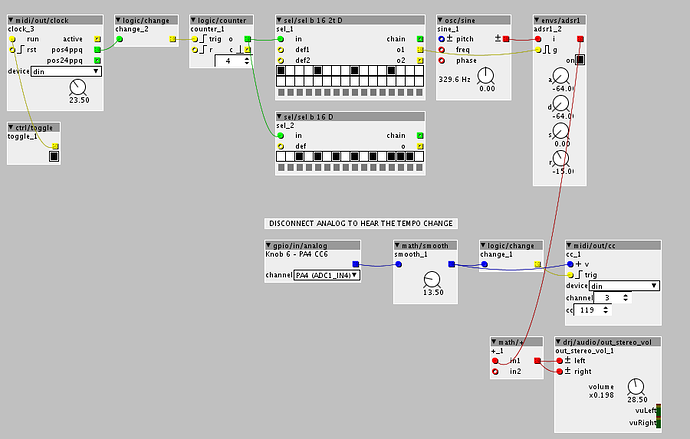 midi/out/clock
clock_3
run active
rst pos4ppq
pos24ppq
device din
23.50
ctrl/toggle
toggle_1
logic/change
change_2
logic/counter
counter_1
trig o
r c
4
sel/sel b 16 2t D
sel_1
in chain
def1 o1
def2 o2
sel/sel b 16 D
sel_2
in chain
def o
osc/sine
sine_1
pitch
freq
phase
329.6 Hz
0.00
envs/adsr1
adsr1_2
i
g
on
a
-64.0
d
-64.0
s
0.00
r
-15.0
DISCONNECT ANALOG TO HEAR THE TEMPO CHANGE
gpio/in/analog
Knob 6 - PA4 CC6
channel PA4 (ADC1_IN4)
math/smooth
smooth_1
13.50
logic/change
change_1
midi/out/cc
cc_1
v
trig
device din
channel 3
cc 119
math/+
+_1
in1
in2
drj/audio/out_stereo_vol
out_stereo_vol_1
left
right
volume
x0.198
28.50
vuLeft
vuRight